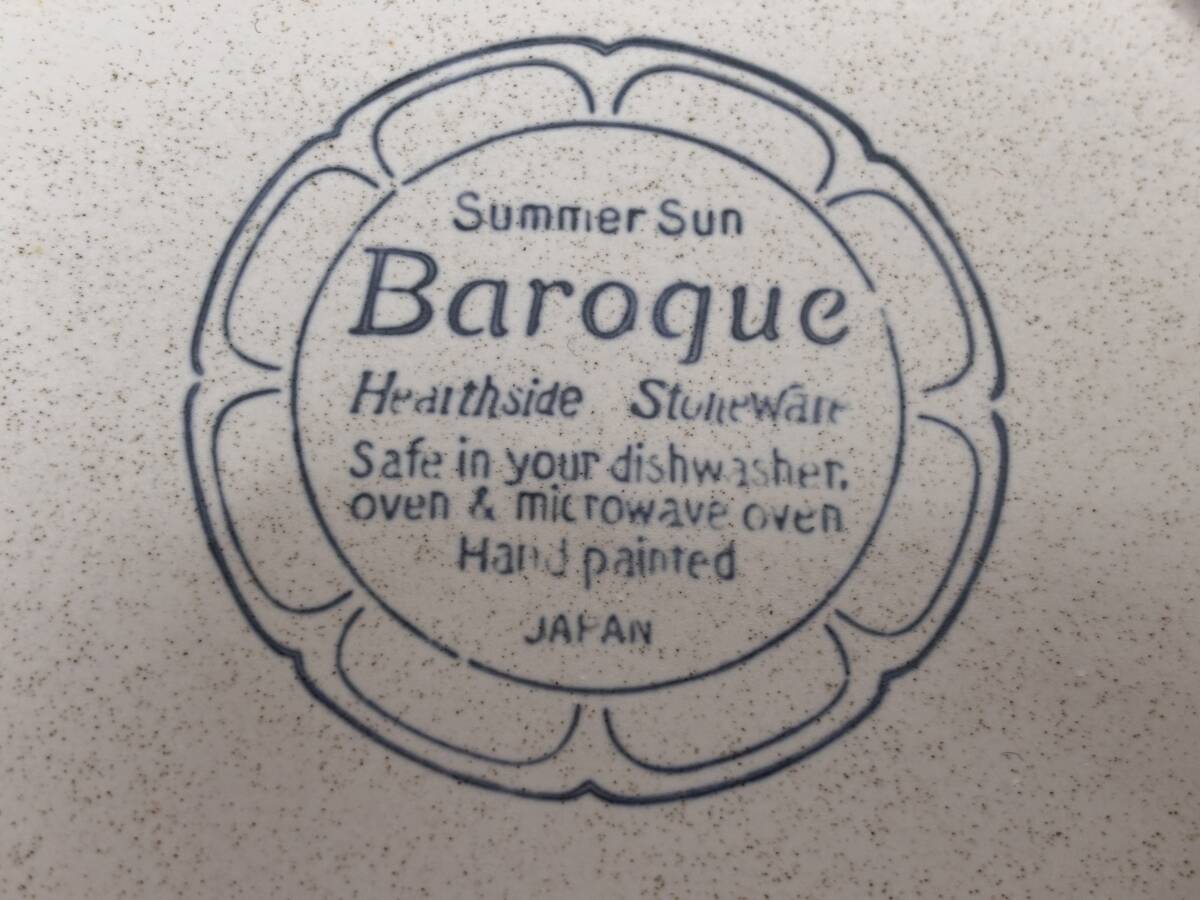 Summer Sun
Baroque
Hearthside Stoneware
Safe in your dishwasher,
oven & microwave oven
Hand painted
JAPAN